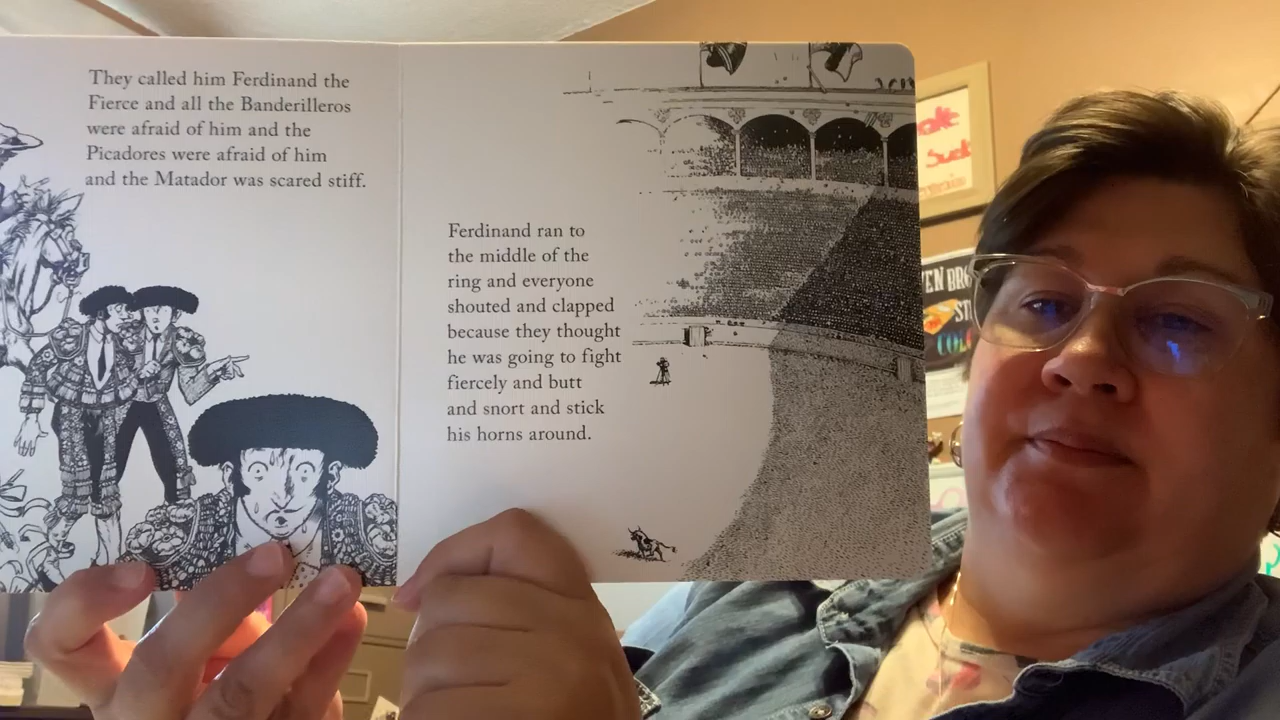 They called him Ferdinand the
Fierce and all the Banderilleros
were afraid of him and the
Picadores were afraid of him
and the Matador was scared stiff.
Ferdinand ran to
the middle of the
ring and everyone
shouted and clapped
because they thought
he was going to fight
fiercely and butt
and snort and stick
his horns around.